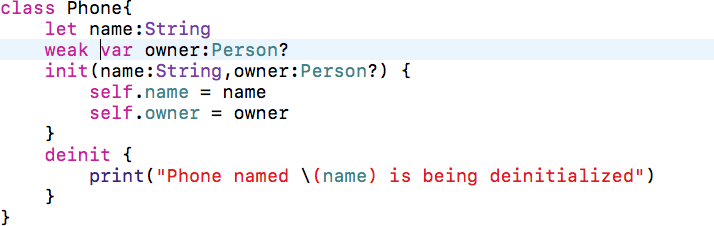 class Phone{
    let name:String
    weak var owner:Person?
    init(name:String,owner:Person?) {
        self.name = name
        self.owner = owner
    }
    deinit {
        print("Phone named \(name) is being deinitialized")
    }
}